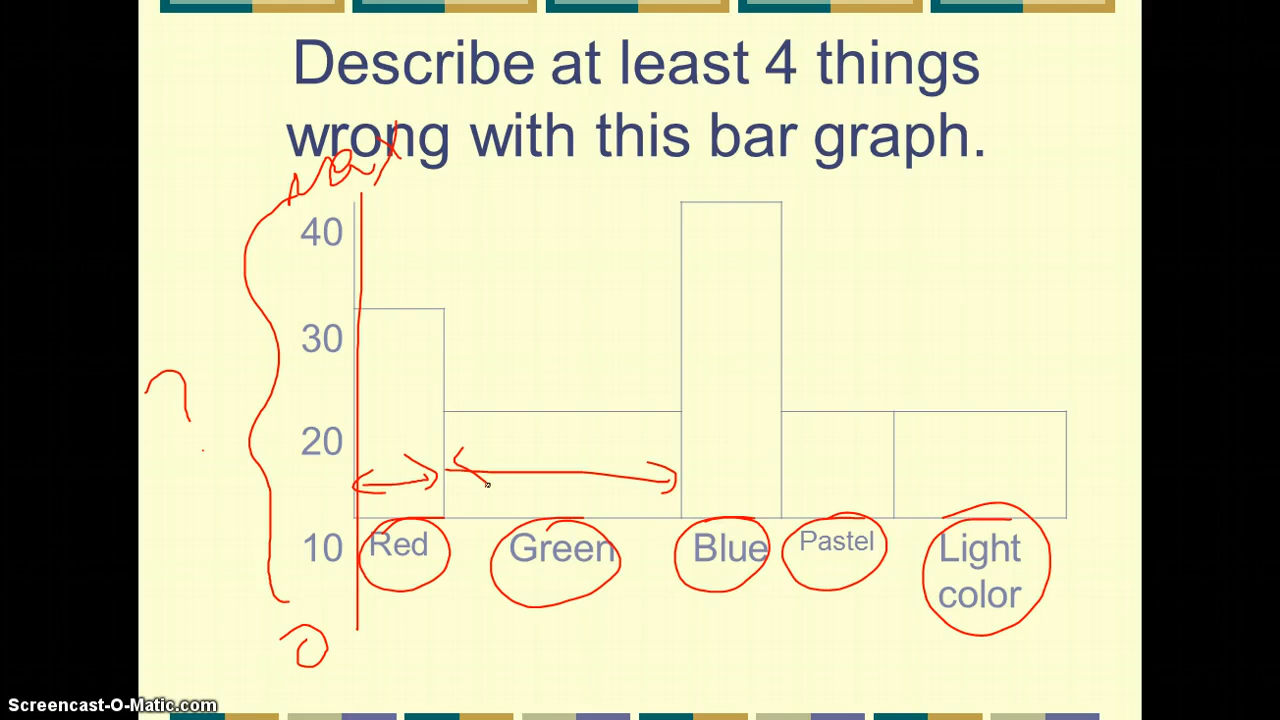 Describe at least 4 things
wrong with this bar graph.
max
40
30
?
20
10
Red
Green
Blue
Pastel
Light
color
0
Screencast-O-Matic.com